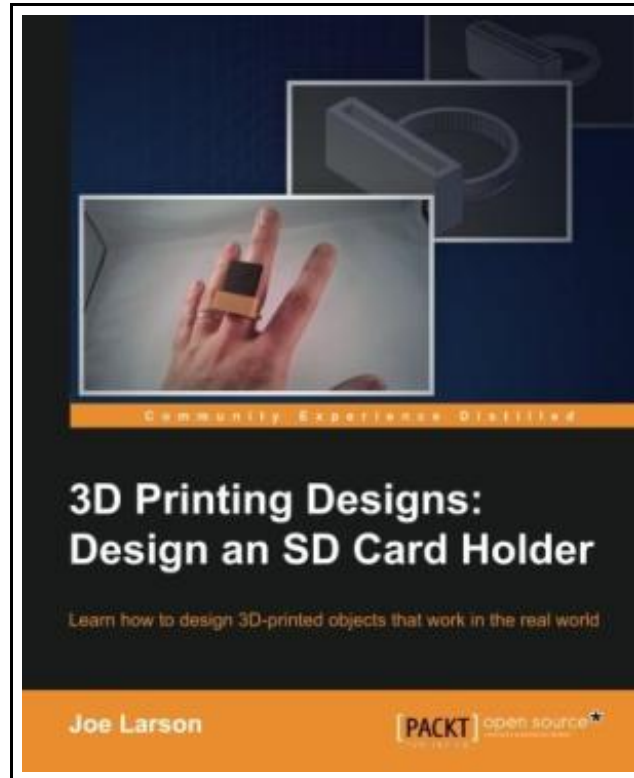 Community Experience Distilled
3D Printing Designs:
Design an SD Card Holder
Learn how to design 3D-printed objects that work in the real world
Joe Larson
[PACKT] open source*